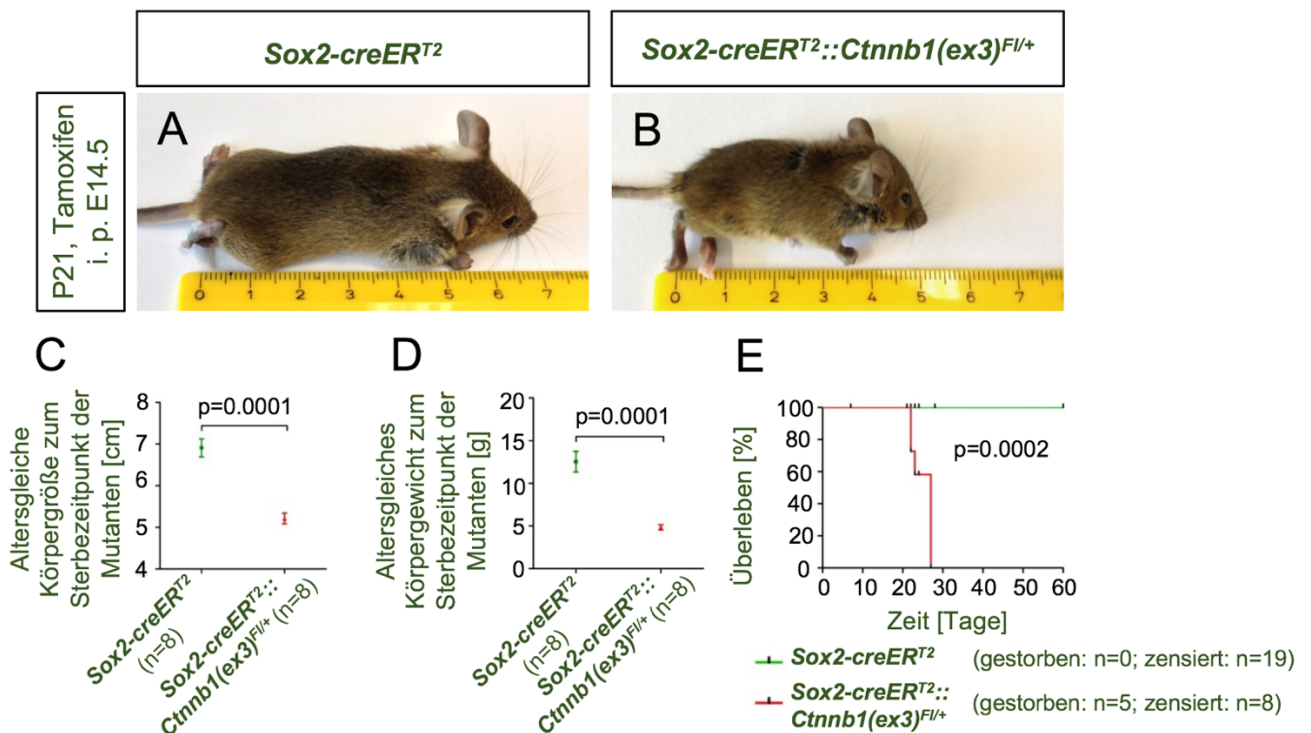 Sox2-creER^T2
Sox2-creER^T2::Ctnnb1(ex3)^Fl/+
P21, Tamoxifen
i. p. E14.5
A
0 1 2 3 4 5 6 7
B
0 1 2 3 4 5 6 7
C
Altersgleiche
Körpergröße zum
Sterbezeitpunkt der
Mutanten [cm]
8
7
6
5
4
p=0.0001
Sox2-creER^T2
(n=8)
Sox2-creER^T2::
Ctnnb1(ex3)^Fl/+ (n=8)
D
Altersgleiches
Körpergewicht zum
Sterbezeitpunkt der
Mutanten [g]
20
15
10
5
0
p=0.0001
Sox2-creER^T2
(n=8)
Sox2-creER^T2::
Ctnnb1(ex3)^Fl/+ (n=8)
E
Überleben [%]
100
80
60
40
20
0
p=0.0002
0 10 20 30 40 50 60
Zeit [Tage]
Sox2-creER^T2 (gestorben: n=0; zensiert: n=19)
Sox2-creER^T2::
Ctnnb1(ex3)^Fl/+ (gestorben: n=5; zensiert: n=8)